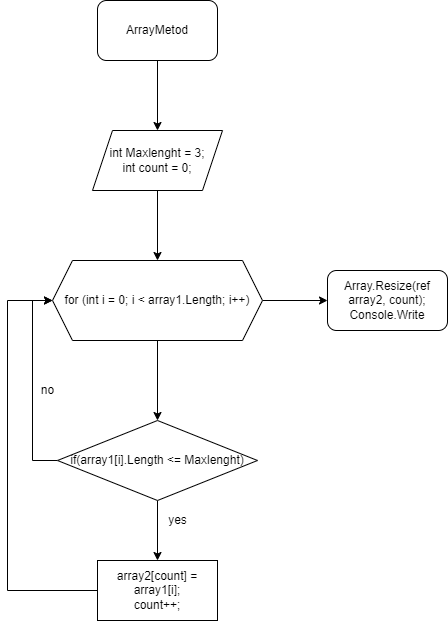 ArrayMetod
int Maxlenght = 3;
int count = 0;
for (int i = 0; i < array1.Length; i++)
Array.Resize(ref
array2, count);
Console.Write
no
if(array1[i].Length <= Maxlenght)
yes
array2[count] =
array1[i];
count++;